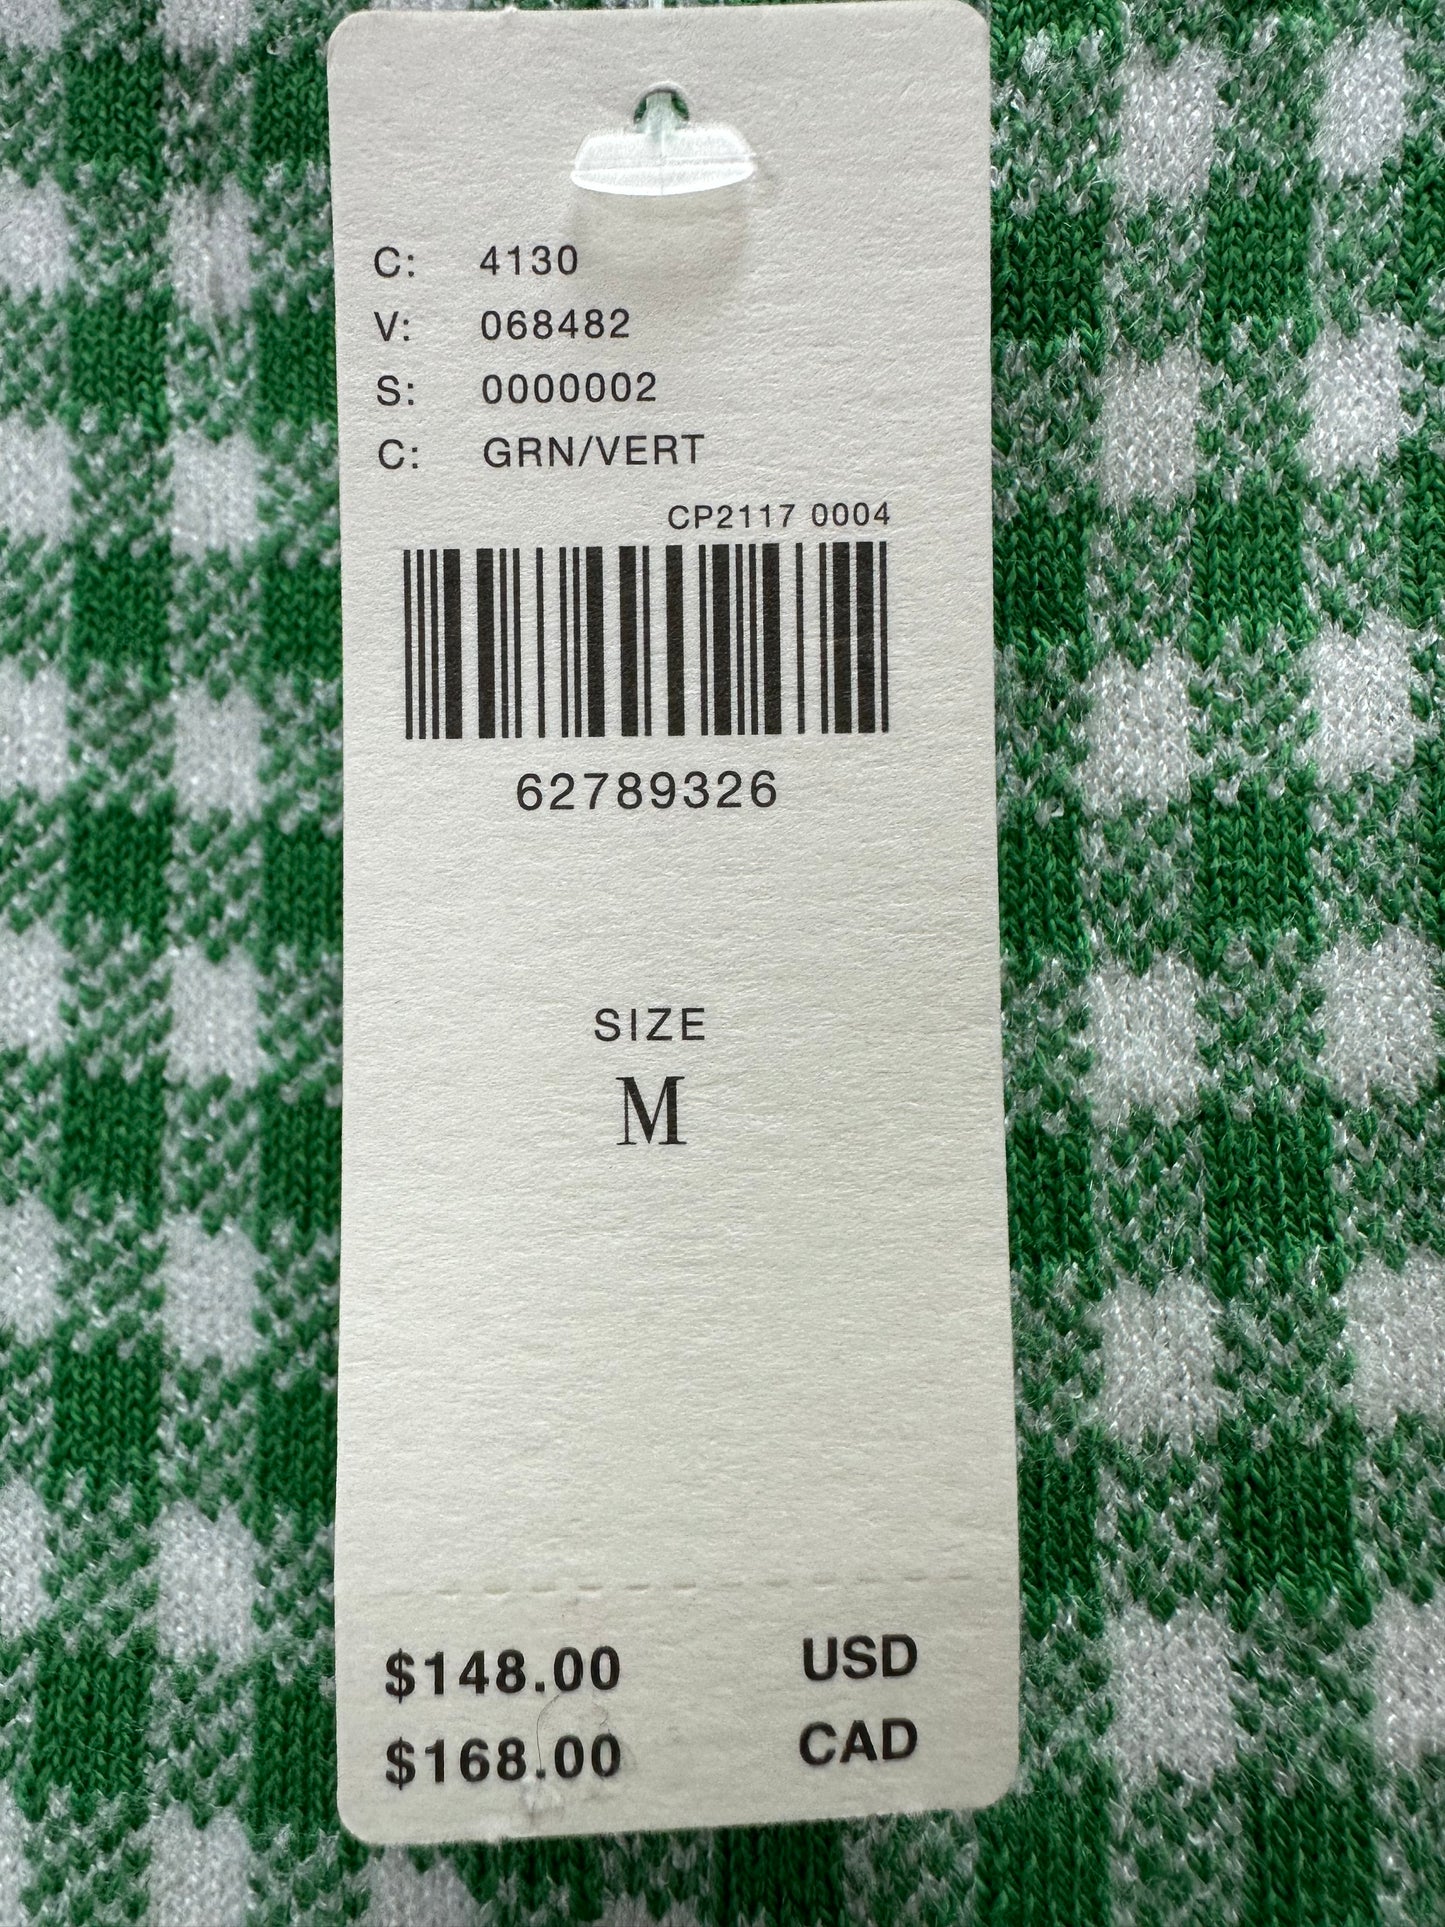 C: 4130
V: 068482
S: 0000002
C: GRN/VERT
CP2117 0004
62789326
SIZE
M
$148.00 USD
$168.00 CAD